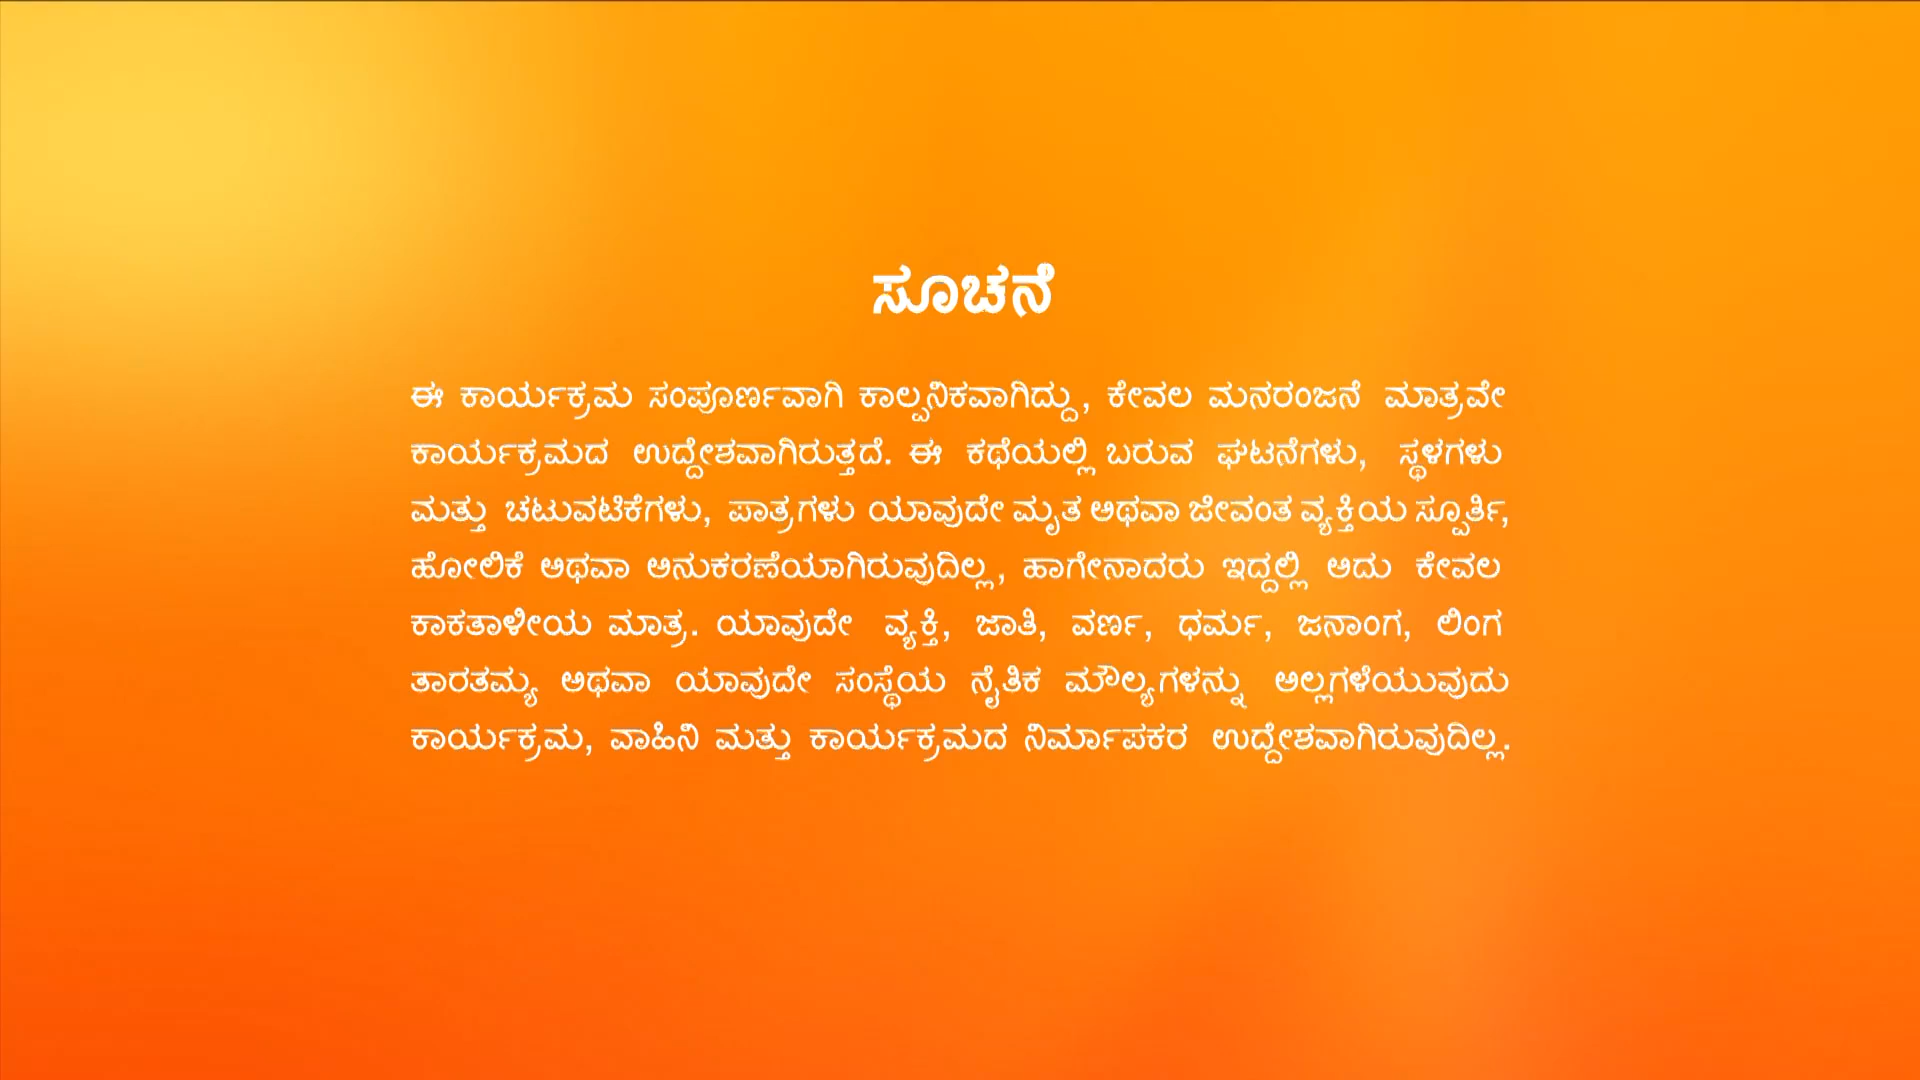 ಸೂಚನೆ
ಈ ಕಾರ್ಯಕ್ರಮ ಸಂಪೂರ್ಣವಾಗಿ ಕಾಲ್ಪನಿಕವಾಗಿದ್ದು, ಕೇವಲ ಮನರಂಜನೆ ಮಾತ್ರವೇ
ಕಾರ್ಯಕ್ರಮದ ಉದ್ದೇಶವಾಗಿರುತ್ತದೆ. ಈ ಕಥೆಯಲ್ಲಿ ಬರುವ ಘಟನೆಗಳು, ಸ್ಥಳಗಳು
ಮತ್ತು ಚಟುವಟಿಕೆಗಳು, ಪಾತ್ರಗಳು ಯಾವುದೇ ಮೃತ ಅಥವಾ ಜೀವಂತ ವ್ಯಕ್ತಿಯ ಸ್ಪೂರ್ತಿ,
ಹೋಲಿಕೆ ಅಥವಾ ಅನುಕರಣೆಯಾಗಿರುವುದಿಲ್ಲ, ಹಾಗೇನಾದರು ಇದ್ದಲ್ಲಿ ಅದು ಕೇವಲ
ಕಾಕತಾಳೀಯ ಮಾತ್ರ. ಯಾವುದೇ ವ್ಯಕ್ತಿ, ಜಾತಿ, ವರ್ಣ, ಧರ್ಮ, ಜನಾಂಗ, ಲಿಂಗ
ತಾರತಮ್ಯ ಅಥವಾ ಯಾವುದೇ ಸಂಸ್ಥೆಯ ನೈತಿಕ ಮೌಲ್ಯಗಳನ್ನು ಅಲ್ಲಗಳೆಯುವುದು
ಕಾರ್ಯಕ್ರಮ, ವಾಹಿನಿ ಮತ್ತು ಕಾರ್ಯಕ್ರಮದ ನಿರ್ಮಾಪಕರ ಉದ್ದೇಶವಾಗಿರುವುದಿಲ್ಲ.